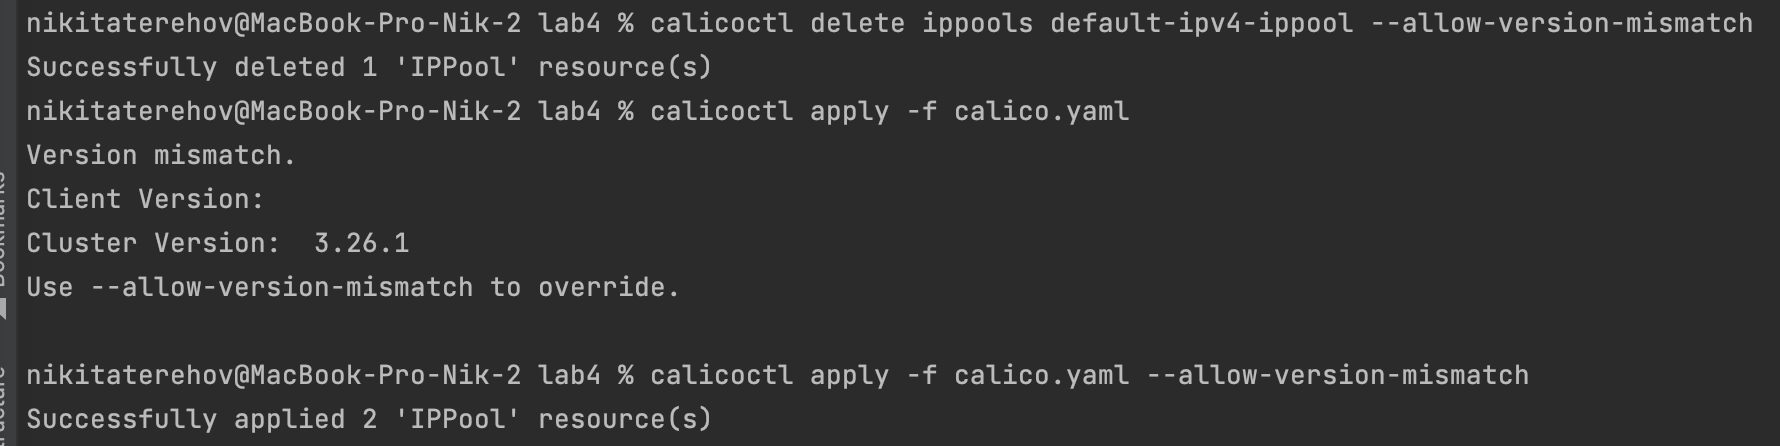 nikitaterehov@MacBook-Pro-Nik-2 lab4 % calicoctl delete ippools default-ipv4-ippool --allow-version-mismatch
Successfully deleted 1 'IPPool' resource(s)
nikitaterehov@MacBook-Pro-Nik-2 lab4 % calicoctl apply -f calico.yaml
Version mismatch.
Client Version:
Cluster Version:  3.26.1
Use --allow-version-mismatch to override.
nikitaterehov@MacBook-Pro-Nik-2 lab4 % calicoctl apply -f calico.yaml --allow-version-mismatch
Successfully applied 2 'IPPool' resource(s)
Bookmarks